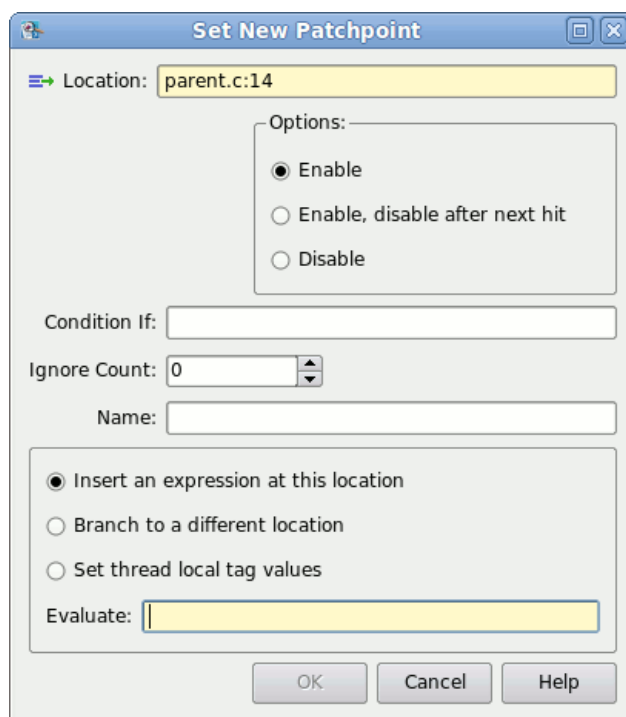 Set New Patchpoint
Location: parent.c:14
Options:
Enable
Enable, disable after next hit
Disable
Condition If:
Ignore Count: 0
Name:
Insert an expression at this location
Branch to a different location
Set thread local tag values
Evaluate:
OK Cancel Help